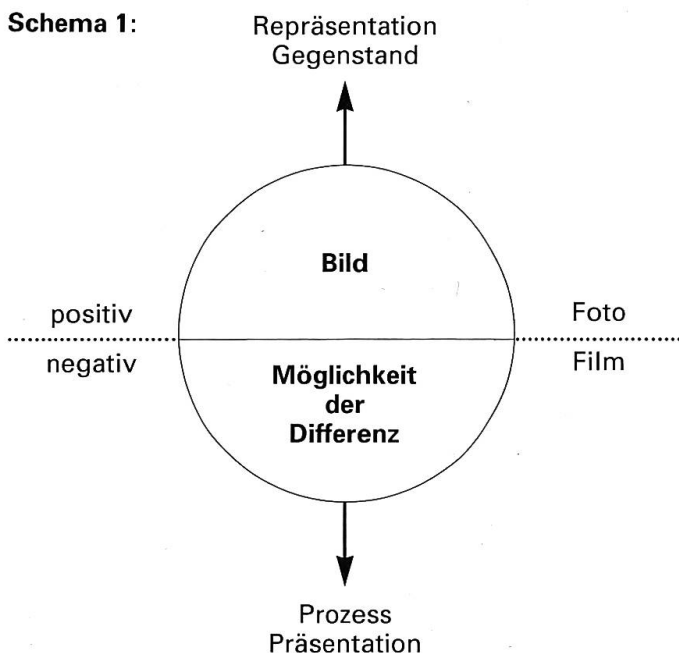 Schema 1:
Repräsentation
Gegenstand
Bild
positiv
Foto
negativ
Film
Möglichkeit
der
Differenz
Prozess
Präsentation